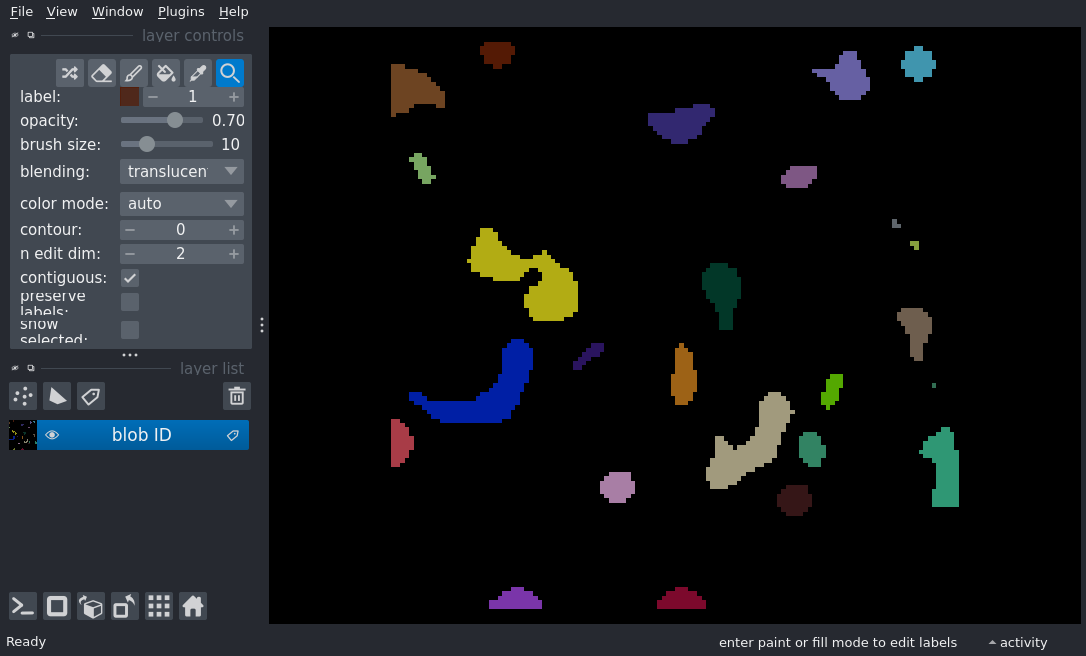 File View Window Plugins Help
layer controls
label: 1
opacity: 0.70
brush size: 10
blending: translucen
color mode: auto
contour: 0
n edit dim: 2
contiguous:
preserve
labels:
show
selected:
layer list
blob ID
Ready
enter paint or fill mode to edit labels
activity